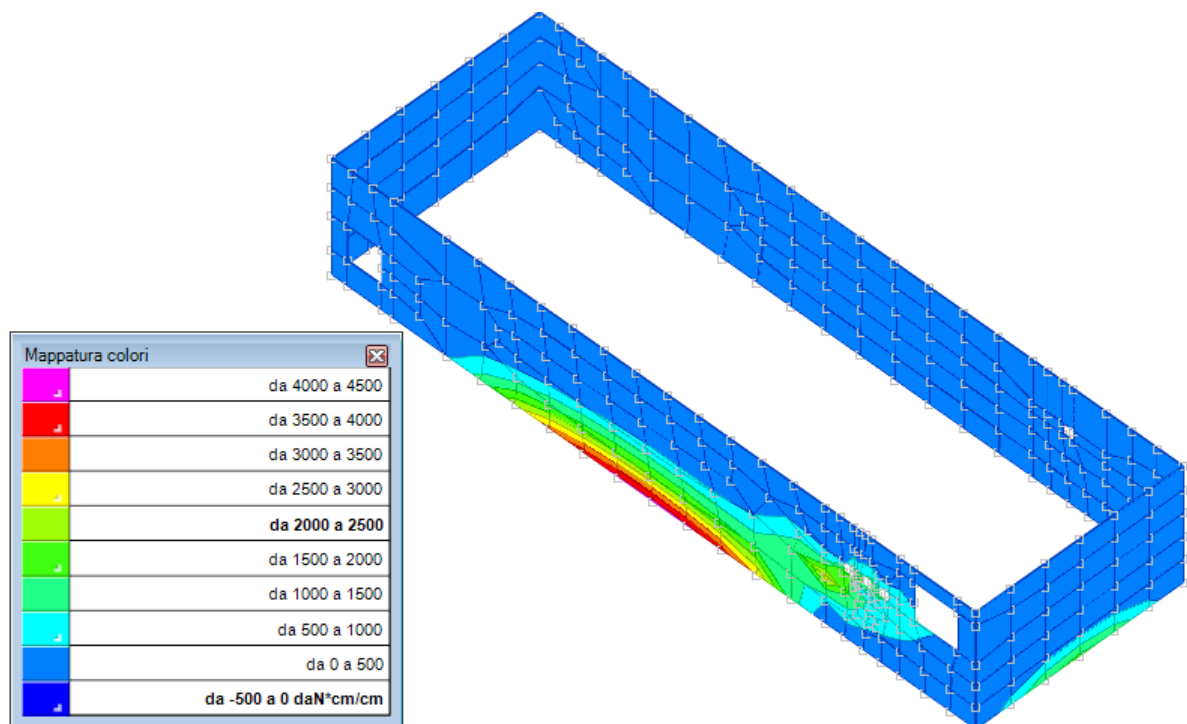 Mappatura colori
da 4000 a 4500
da 3500 a 4000
da 3000 a 3500
da 2500 a 3000
da 2000 a 2500
da 1500 a 2000
da 1000 a 1500
da 500 a 1000
da 0 a 500
da -500 a 0 daN*cm/cm